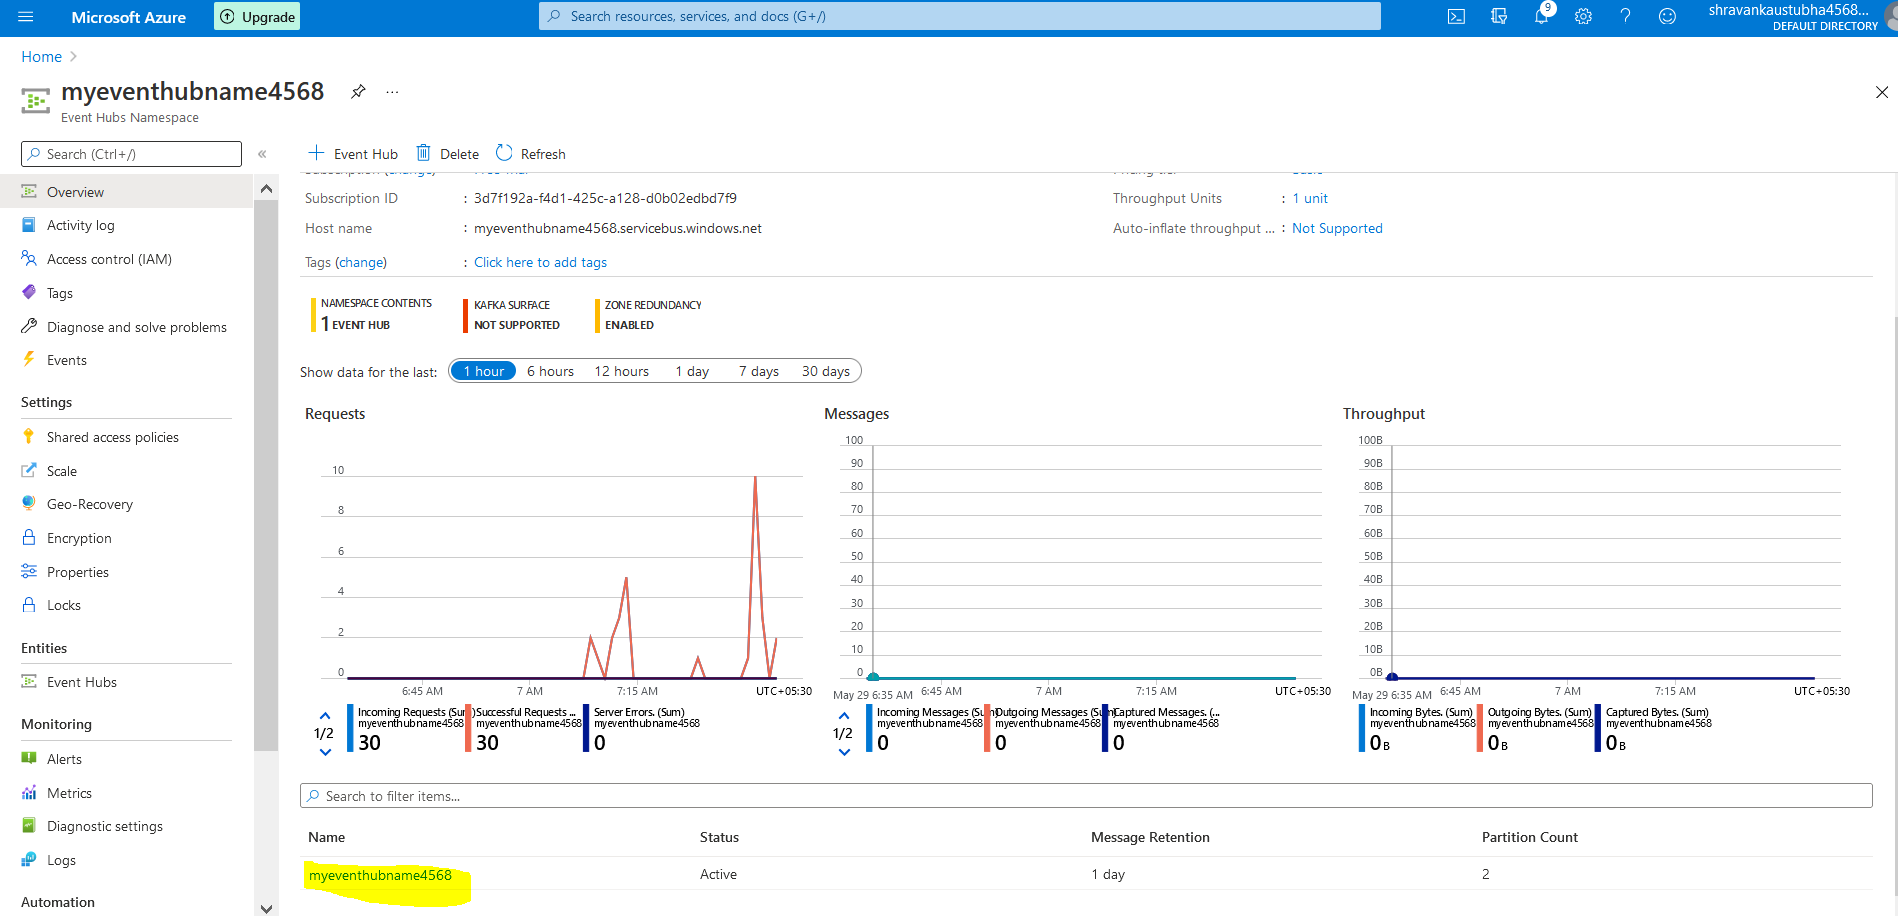 Microsoft Azure
Upgrade
Search resources, services, and docs (G+/)
9
shravankaustubha4568...
DEFAULT DIRECTORY
Home
myeventhubname4568
...
Event Hubs Namespace
Search (Ctrl+/)
«
Event Hub
Delete
Refresh
Overview
Activity log
Access control (IAM)
Tags
Diagnose and solve problems
Events
Settings
Shared access policies
Scale
Geo-Recovery
Encryption
Properties
Locks
Entities
Event Hubs
Monitoring
Alerts
Metrics
Diagnostic settings
Logs
Automation
Subscription ID : 3d7f192a-f4d1-425c-a128-d0b02edbd7f9
Throughput Units : 1 unit
Host name : myeventhubname4568.servicebus.windows.net
Auto-inflate throughput ... : Not Supported
Tags (change) : Click here to add tags
NAMESPACE CONTENTS
1 EVENT HUB
KAFKA SURFACE
NOT SUPPORTED
ZONE REDUNDANCY
ENABLED
Show data for the last: 1 hour 6 hours 12 hours 1 day 7 days 30 days
Requests
10
8
6
4
2
0
6:45 AM 7 AM 7:15 AM UTC+05:30
1/2
Incoming Requests (Sum)
myeventhubname4568
30
Successful Requests ...
myeventhubname4568
30
Server Errors. (Sum)
myeventhubname4568
0
Messages
100
90
80
70
60
50
40
30
20
10
0
May 29 6:35 AM 6:45 AM 7 AM 7:15 AM UTC+05:30
1/2
Incoming Messages (Sum)
myeventhubname4568
0
Outgoing Messages (Sum)
myeventhubname4568
0
Captured Messages. (...
myeventhubname4568
0
Throughput
100B
90B
80B
70B
60B
50B
40B
30B
20B
10B
0B
May 29 6:35 AM 6:45 AM 7 AM 7:15 AM UTC+05:30
Incoming Bytes. (Sum)
myeventhubname4568
0 B
Outgoing Bytes. (Sum)
myeventhubname4568
0 B
Captured Bytes. (Sum)
myeventhubname4568
0 B
Search to filter items...
Name Status Message Retention Partition Count
myeventhubname4568 Active 1 day 2